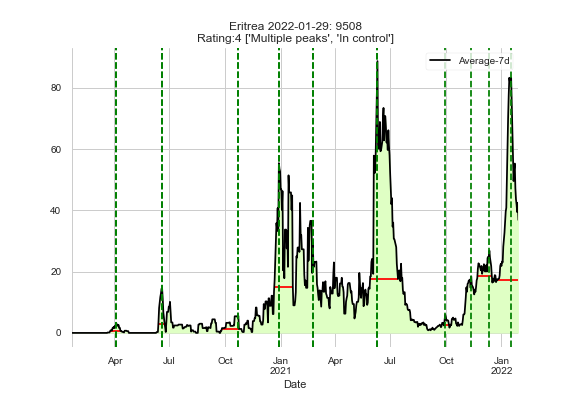 Eritrea 2022-01-29: 9508
Rating:4 ['Multiple peaks', 'In control']
Average-7d
80
60
40
20
0
Apr Jul Oct Jan Apr Jul Oct Jan
2021 2022
Date